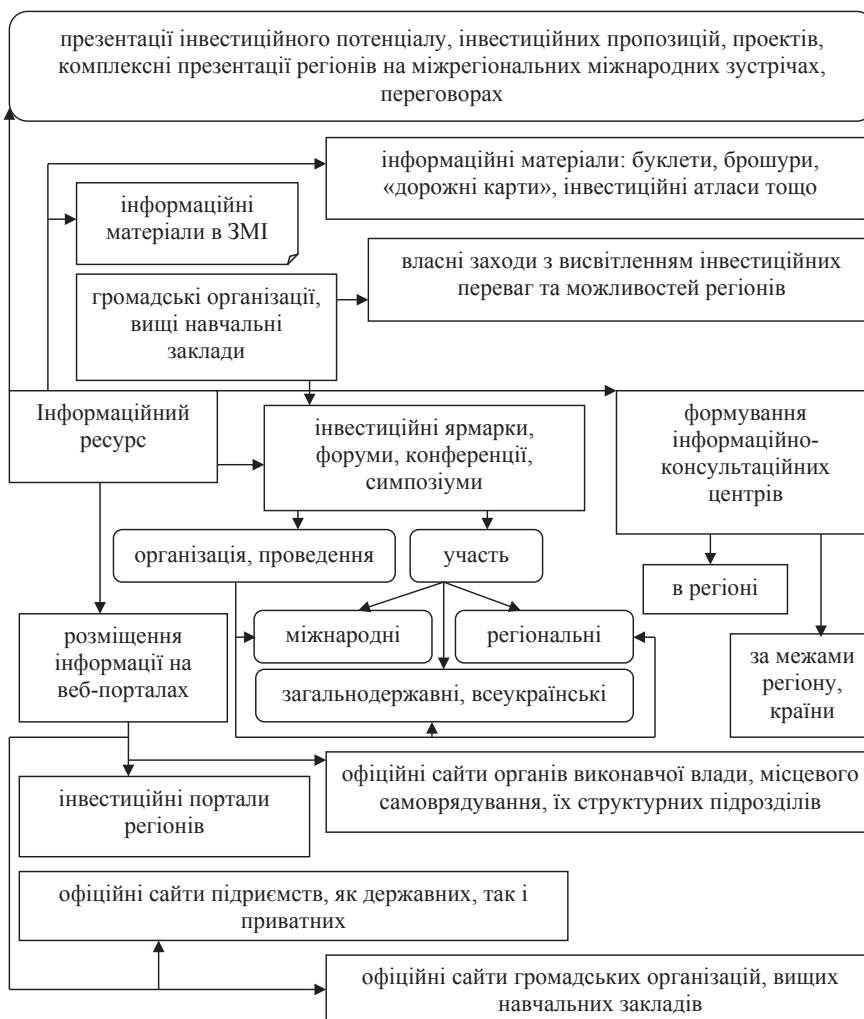 презентації інвестиційного потенціалу, інвестиційних пропозицій, проектів,
комплексні презентації регіонів на міжрегіональних міжнародних зустрічах,
переговорах
інформаційні матеріали: буклети, брошури,
«дорожні карти», інвестиційні атласи тощо
інформаційні
матеріали в ЗМІ
власні заходи з висвітленням інвестиційних
переваг та можливостей регіонів
громадські організації,
вищі навчальні
заклади
Інформаційний
ресурс
інвестиційні ярмарки,
форуми, конференції,
симпозіуми
формування
інформаційно-
консультаційних
центрів
організація, проведення
участь
в регіоні
міжнародні
регіональні
розміщення
інформації на
веб-порталах
за межами
регіону,
країни
загальнодержавні, всеукраїнські
офіційні сайти органів виконавчої влади, місцевого
самоврядування, їх структурних підрозділів
інвестиційні портали
регіонів
офіційні сайти підриємств, як державних, так і
приватних
офіційні сайти громадських організацій, вищих
навчальних закладів